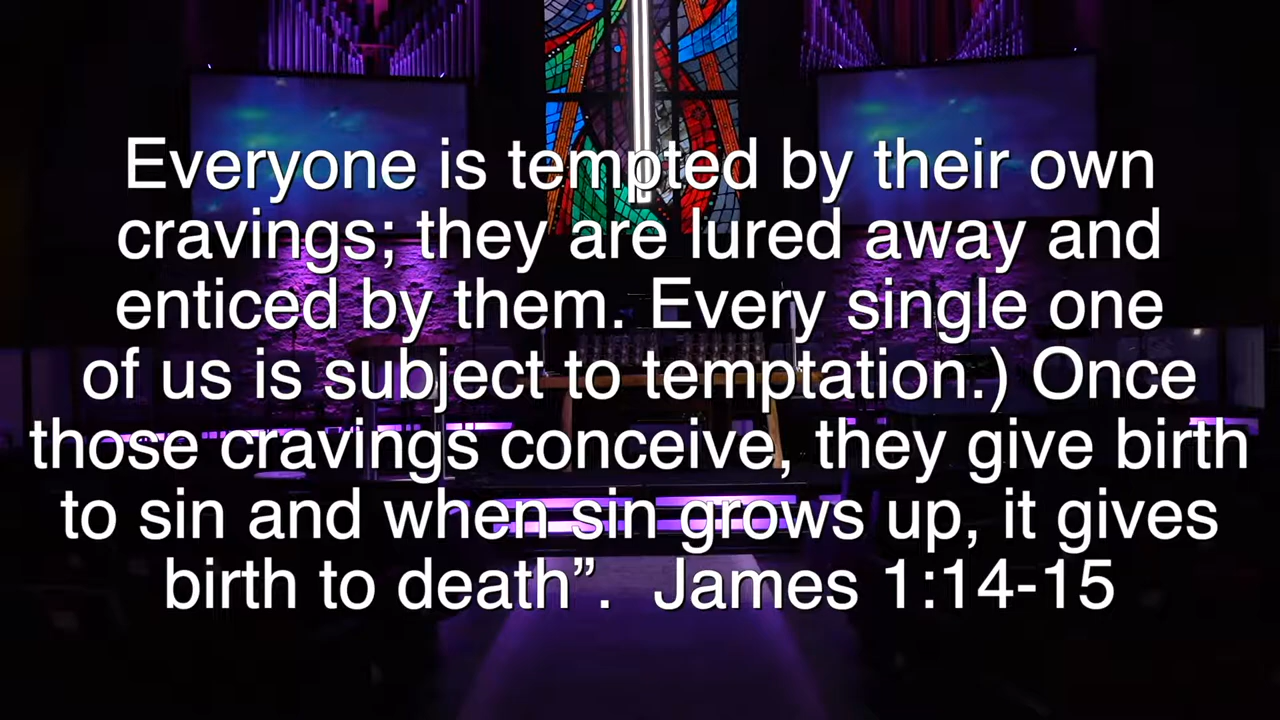 Everyone is tempted by their own
cravings; they are lured away and
enticed by them. Every single one
of us is subject to temptation.) Once
those cravings conceive, they give birth
to sin and when sin grows up, it gives
birth to death”.  James 1:14-15